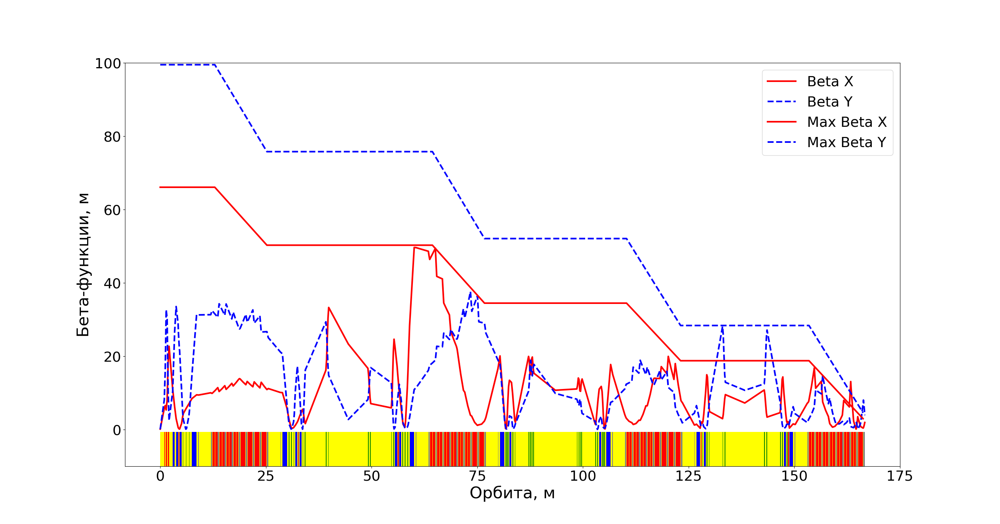 100
80
60
40
20
0
Бета-функции, м
Beta X
Beta Y
Max Beta X
Max Beta Y
0 25 50 75 100 125 150 175
Орбита, м